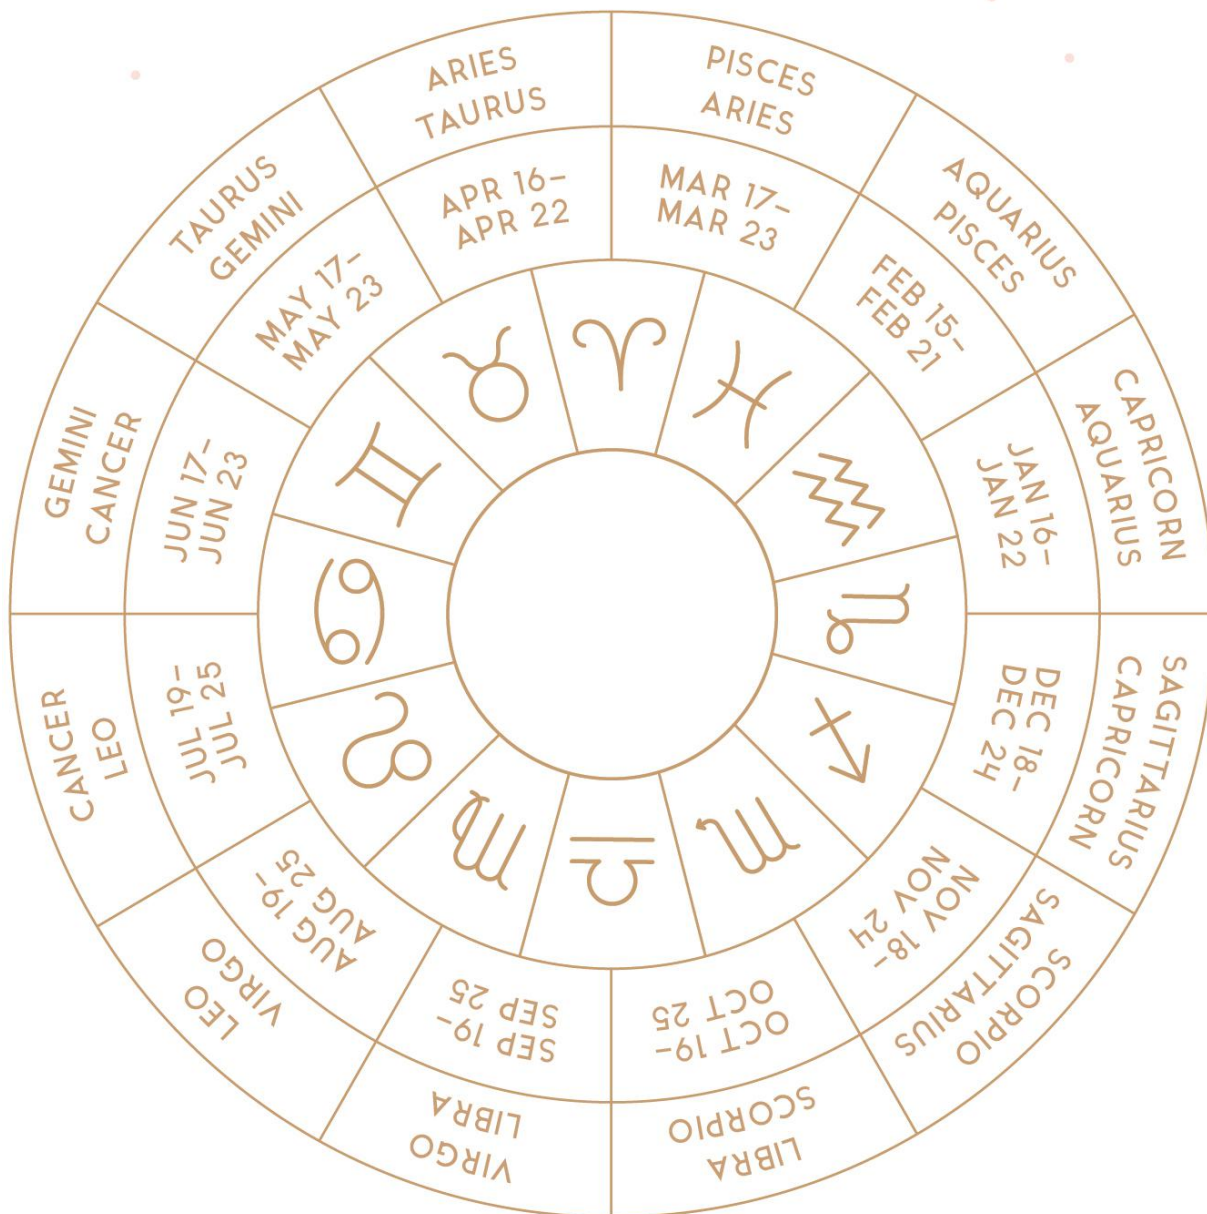 PISCES
ARIES
MAR 17–
MAR 23
AQUARIUS
PISCES
FEB 15–
FEB 21
CAPRICORN
AQUARIUS
JAN 16–
JAN 22
SAGITTARIUS
CAPRICORN
DEC 18–
DEC 24
SCORPIO
SAGITTARIUS
NOV 18–
NOV 24
LIBRA
SCORPIO
OCT 19–
OCT 25
VIRGO
LIBRA
SEP 19–
SEP 25
LEO
VIRGO
AUG 19–
AUG 25
CANCER
LEO
JUL 19–
JUL 25
GEMINI
CANCER
JUN 17–
JUN 23
TAURUS
GEMINI
MAY 17–
MAY 23
ARIES
TAURUS
APR 16–
APR 22